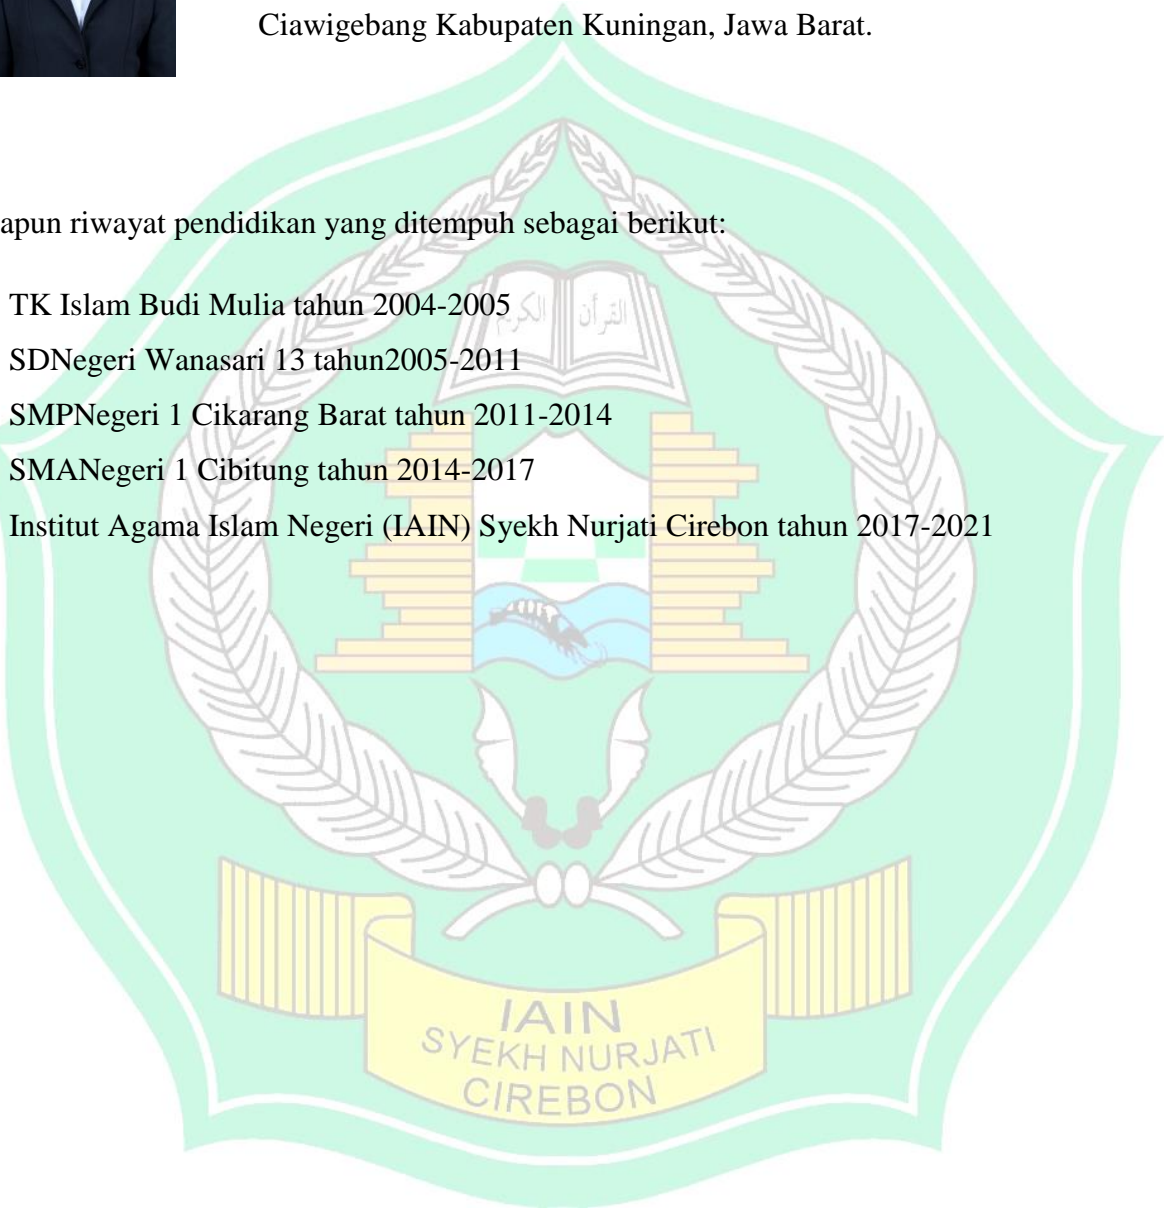 Ciawigebang Kabupaten Kuningan, Jawa Barat.
apun riwayat pendidikan yang ditempuh sebagai berikut:
TK Islam Budi Mulia tahun 2004-2005
SDNegeri Wanasari 13 tahun2005-2011
SMPNegeri 1 Cikarang Barat tahun 2011-2014
SMANegeri 1 Cibitung tahun 2014-2017
Institut Agama Islam Negeri (IAIN) Syekh Nurjati Cirebon tahun 2017-2021
القرآن الكريم
IAIN
SYEKH NURJATI
CIREBON